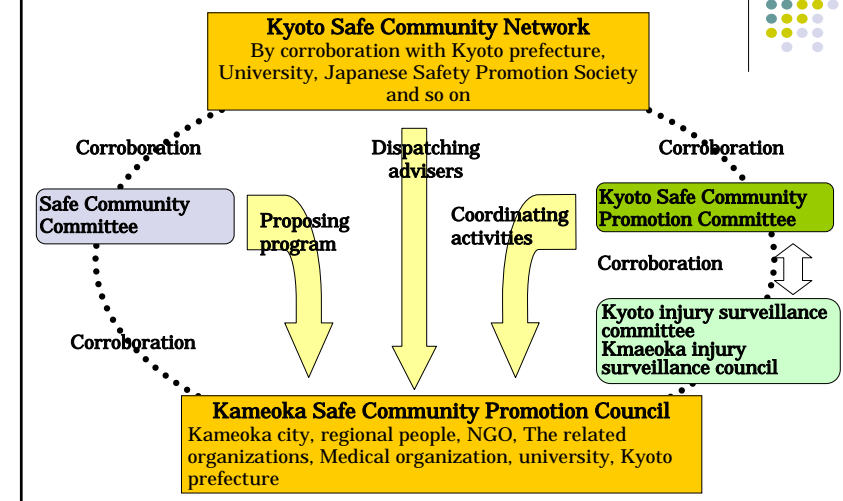 Kyoto Safe Community Network
By corroboration with Kyoto prefecture,
University, Japanese Safety Promotion Society
and so on
Corroboration
Dispatching
advisers
Corroboration
Safe Community
Committee
Proposing
program
Coordinating
activities
Kyoto Safe Community
Promotion Committee
Corroboration
Kyoto injury surveillance
committee
Kmaeoka injury
surveillance council
Corroboration
Kameoka Safe Community Promotion Council
Kameoka city, regional people, NGO, The related
organizations, Medical organization, university, Kyoto
prefecture